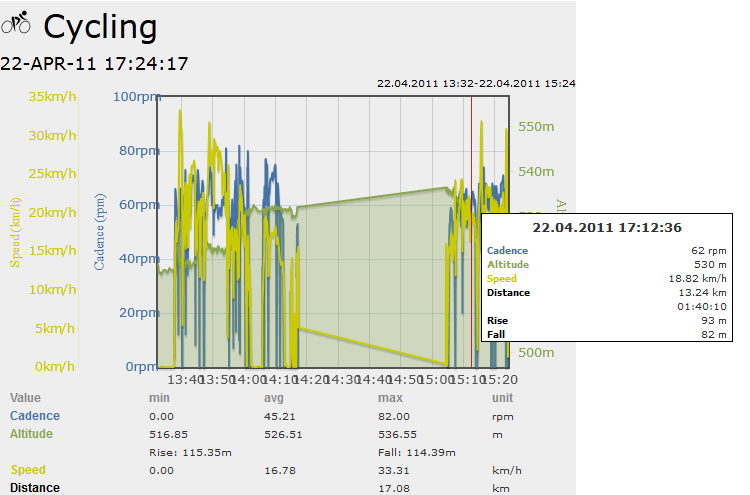 Cycling
22-APR-11 17:24:17
22.04.2011 13:32-22.04.2011 15:24
35km/h 100rpm
550m
30km/h
25km/h 80rpm
540m
20km/h 60rpm
Speed (km/h)
Cadence (rpm)
15km/h 40rpm
10km/h
5km/h 20rpm
0km/h 0rpm
500m
13:40 13:50 14:00 14:10 14:20 14:30 14:40 14:50 15:00 15:10 15:20
22.04.2011 17:12:36
Cadence 62 rpm
Altitude 530 m
Speed 18.82 km/h
Distance 13.24 km
01:40:10
Rise 93 m
Fall 82 m
Value min avg max unit
Cadence 0.00 45.21 82.00 rpm
Altitude 516.85 526.51 536.55 m
Rise: 115.35m Fall: 114.39m
Speed 0.00 16.78 33.31 km/h
Distance 17.08 km